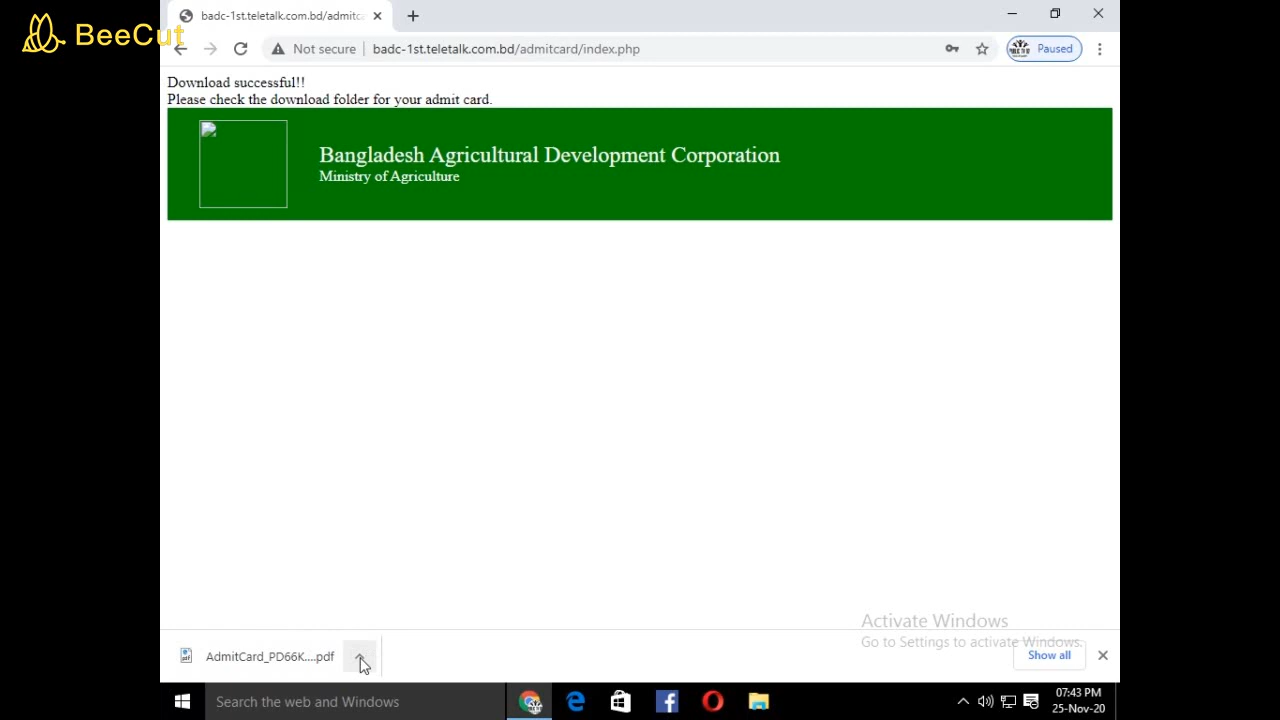 BeeCut
badc-1st.teletalk.com.bd/admitca
Not secure | badc-1st.teletalk.com.bd/admitcard/index.php
Paused
Download successful!!
Please check the download folder for your admit card.
Bangladesh Agricultural Development Corporation
Ministry of Agriculture
Activate Windows
Go to Settings to activate Windows.
AdmitCard_PD66K....pdf
Show all
Search the web and Windows
07:43 PM
25-Nov-20